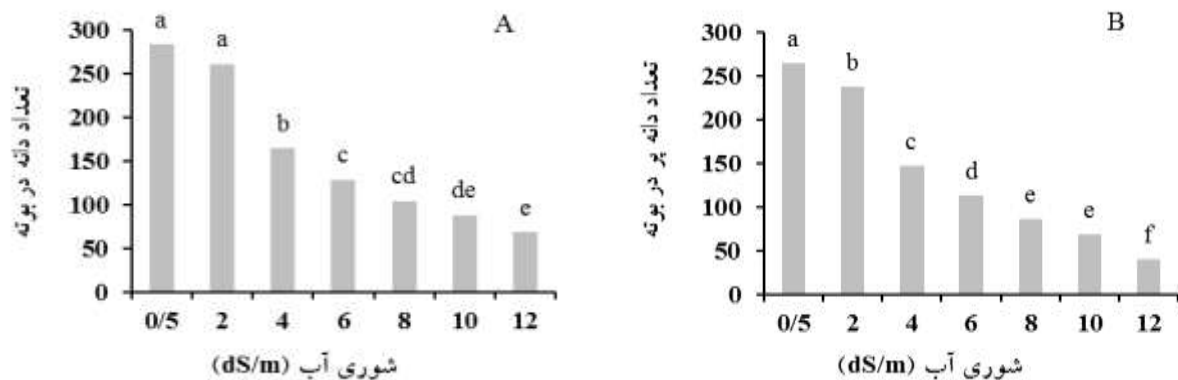 A
تعداد دانه در بوته
300
250
200
150
100
50
0
a
a
b
c
cd
de
e
0/5 2 4 6 8 10 12
شوری آب (dS/m)
B
تعداد دانه پر در بوته
300
250
200
150
100
50
0
a
b
c
d
e
e
f
0/5 2 4 6 8 10 12
شوری آب (dS/m)